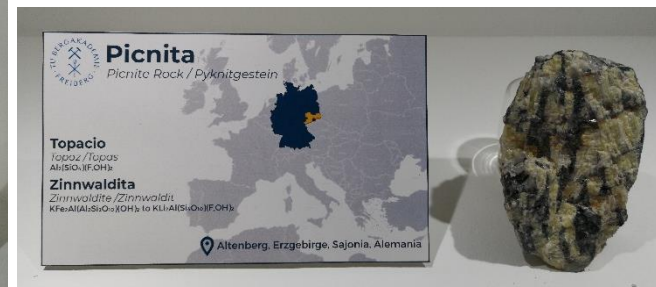 TU BERGAKADEMIE
FREIBERG
Picnita
Picnite Rock / Pyknitgestein
Topacio
Topaz /Topas
Al₂(SiO₄)(F,OH)₂
Zinnwaldita
Zinnwaldite /Zinnwaldit
KFe₂Al(Al₂Si₂O₁₀)(OH)₂ to KLi₂Al(Si₄O₁₀)(F,OH)₂
Altenberg, Erzgebirge, Sajonia, Alemania